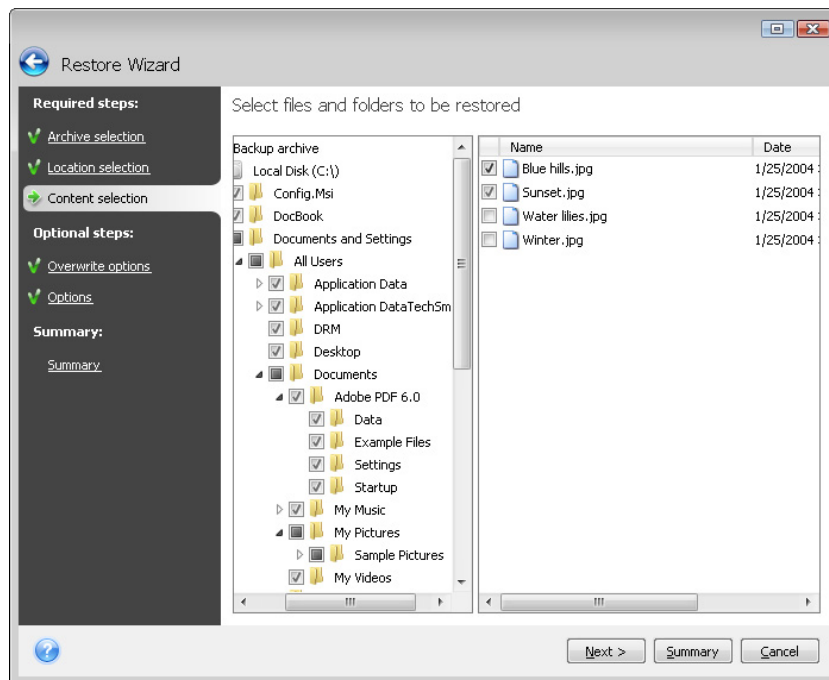 Restore Wizard
Required steps:
Archive selection
Location selection
Content selection
Optional steps:
Overwrite options
Options
Summary:
Summary
Select files and folders to be restored
Backup archive
Local Disk (C:\)
Config.Msi
DocBook
Documents and Settings
All Users
Application Data
Application DataTechSm
DRM
Desktop
Documents
Adobe PDF 6.0
Data
Example Files
Settings
Startup
My Music
My Pictures
Sample Pictures
My Videos
Name Date
Blue hills.jpg 1/25/2004
Sunset.jpg 1/25/2004
Water lilies.jpg 1/25/2004
Winter.jpg 1/25/2004
Next > Summary Cancel